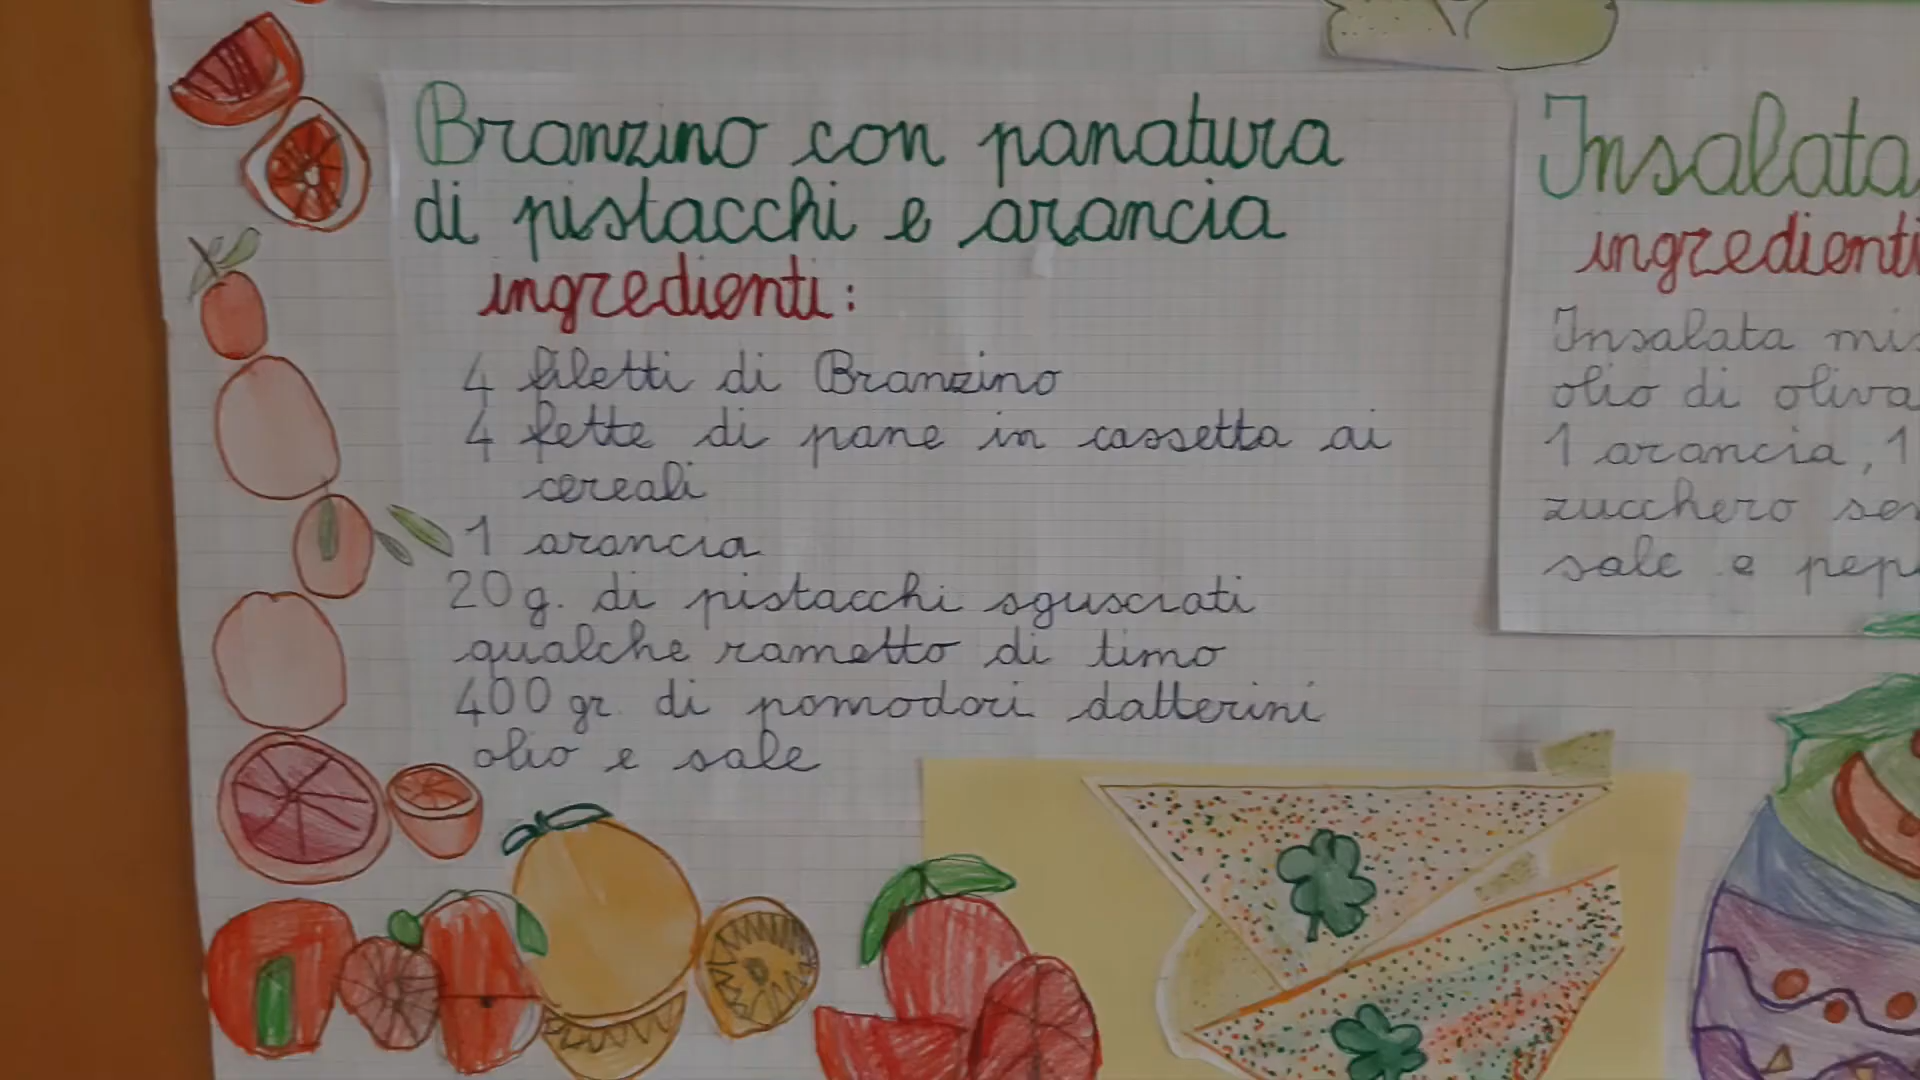 Branzino con panatura
di pistacchi e arancia
ingredienti:
4 filetti di Branzino
4 fette di pane in cassetta ai
cereali
1 arancia
20 g. di pistacchi sgusciati
qualche rametto di timo
400 gr. di pomodori datterini
olio e sale
Insalata
ingredienti
Insalata
olio di oliva
1 arancia, 1
zucchero
sale e